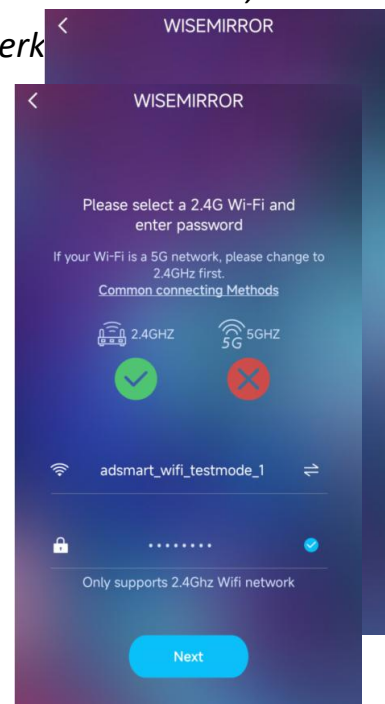 WISEMIRROR
erk
WISEMIRROR
Please select a 2.4G Wi-Fi and
enter password
If your Wi-Fi is a 5G network, please change to
2.4GHz first.
Common connecting Methods
2.4GHZ
5G 5GHZ
adsmart_wifi_testmode_1
········
Only supports 2.4Ghz Wifi network
Next